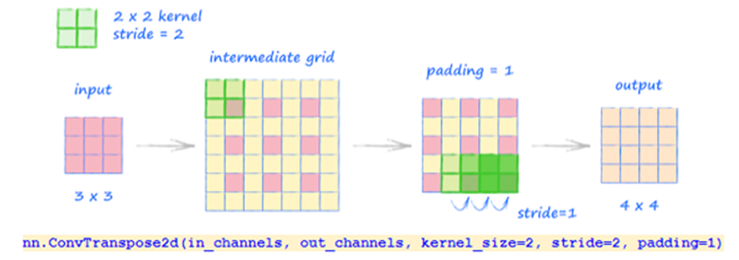 2 x 2 kernel
stride = 2
intermediate grid
padding = 1
input
output
3 x 3
stride=1
4 x 4
nn.ConvTranspose2d(in_channels, out_channels, kernel_size=2, stride=2, padding=1)